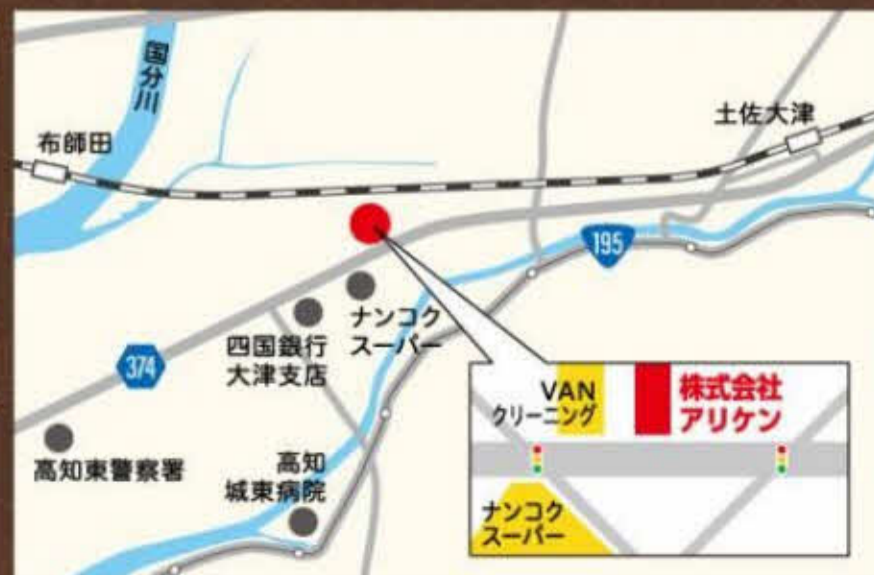 国分川
布師田
土佐大津
195
ナンコク
スーパー
四国銀行
大津支店
374
高知東警察署
高知
城東病院
VAN
クリーニング
株式会社
アリケン
ナンコク
スーパー